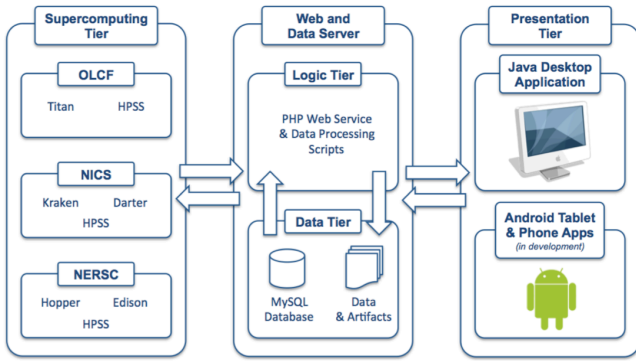 Supercomputing
Tier
OLCF
Titan HPSS
NICS
Kraken Darter
HPSS
NERSC
Hopper Edison
HPSS
Web and
Data Server
Logic Tier
PHP Web Service
& Data Processing
Scripts
Data Tier
MySQL
Database
Data
& Artifacts
Presentation
Tier
Java Desktop
Application
Android Tablet
& Phone Apps
(in development)